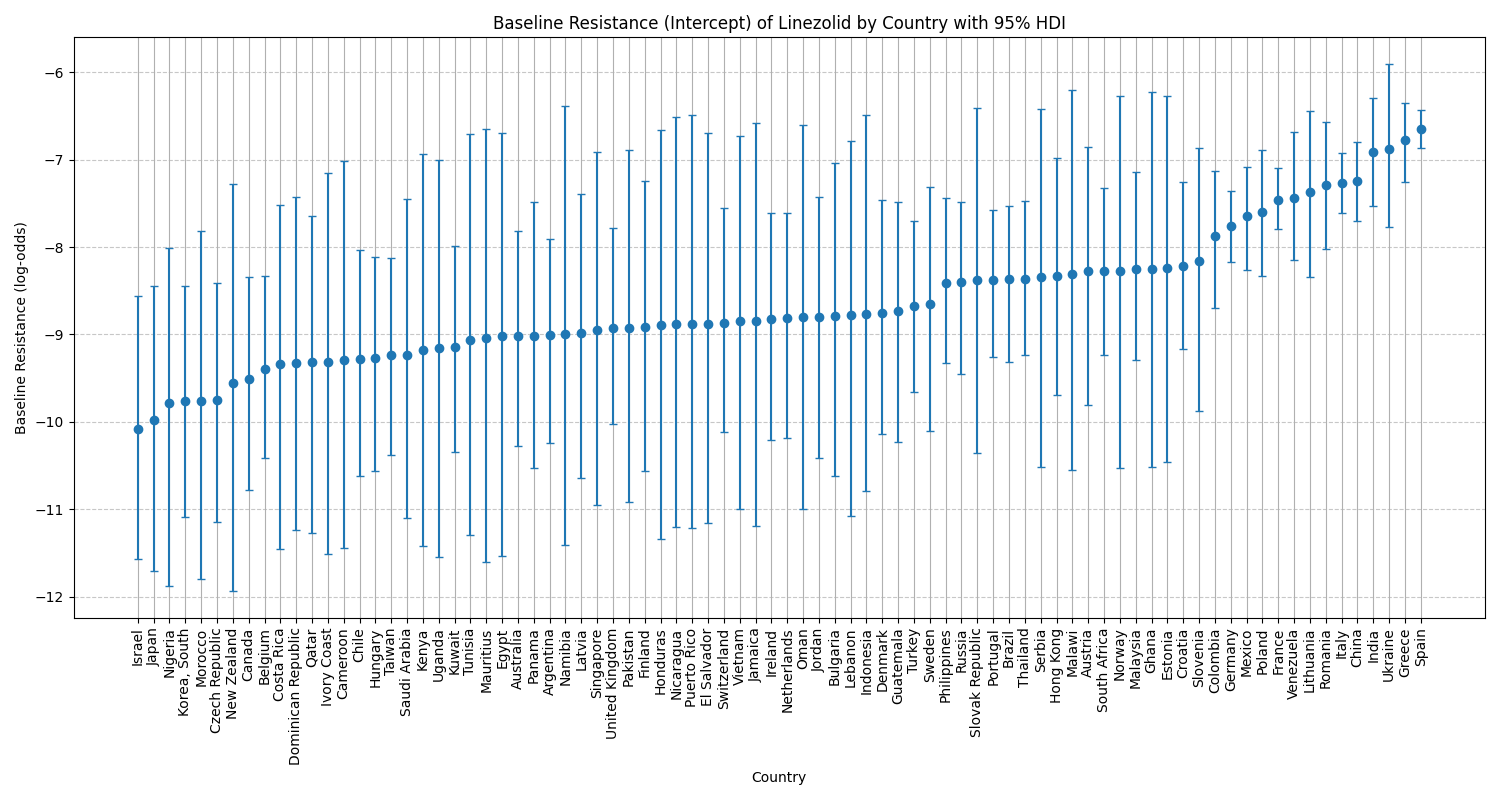 Baseline Resistance (Intercept) of Linezolid by Country with 95% HDI
Baseline Resistance (log-odds)
−6
−7
−8
−9
−10
−11
−12
Israel
Japan
Nigeria
Korea, South
Morocco
Czech Republic
New Zealand
Canada
Belgium
Costa Rica
Dominican Republic
Qatar
Ivory Coast
Cameroon
Chile
Hungary
Taiwan
Saudi Arabia
Kenya
Uganda
Kuwait
Tunisia
Mauritius
Egypt
Australia
Panama
Argentina
Namibia
Latvia
Singapore
United Kingdom
Pakistan
Finland
Honduras
Nicaragua
Puerto Rico
El Salvador
Switzerland
Vietnam
Jamaica
Ireland
Netherlands
Oman
Jordan
Bulgaria
Lebanon
Indonesia
Denmark
Guatemala
Turkey
Sweden
Philippines
Russia
Slovak Republic
Portugal
Brazil
Thailand
Serbia
Hong Kong
Malawi
Austria
South Africa
Norway
Malaysia
Ghana
Estonia
Croatia
Slovenia
Colombia
Germany
Mexico
Poland
France
Venezuela
Lithuania
Romania
Italy
China
India
Ukraine
Greece
Spain
Country